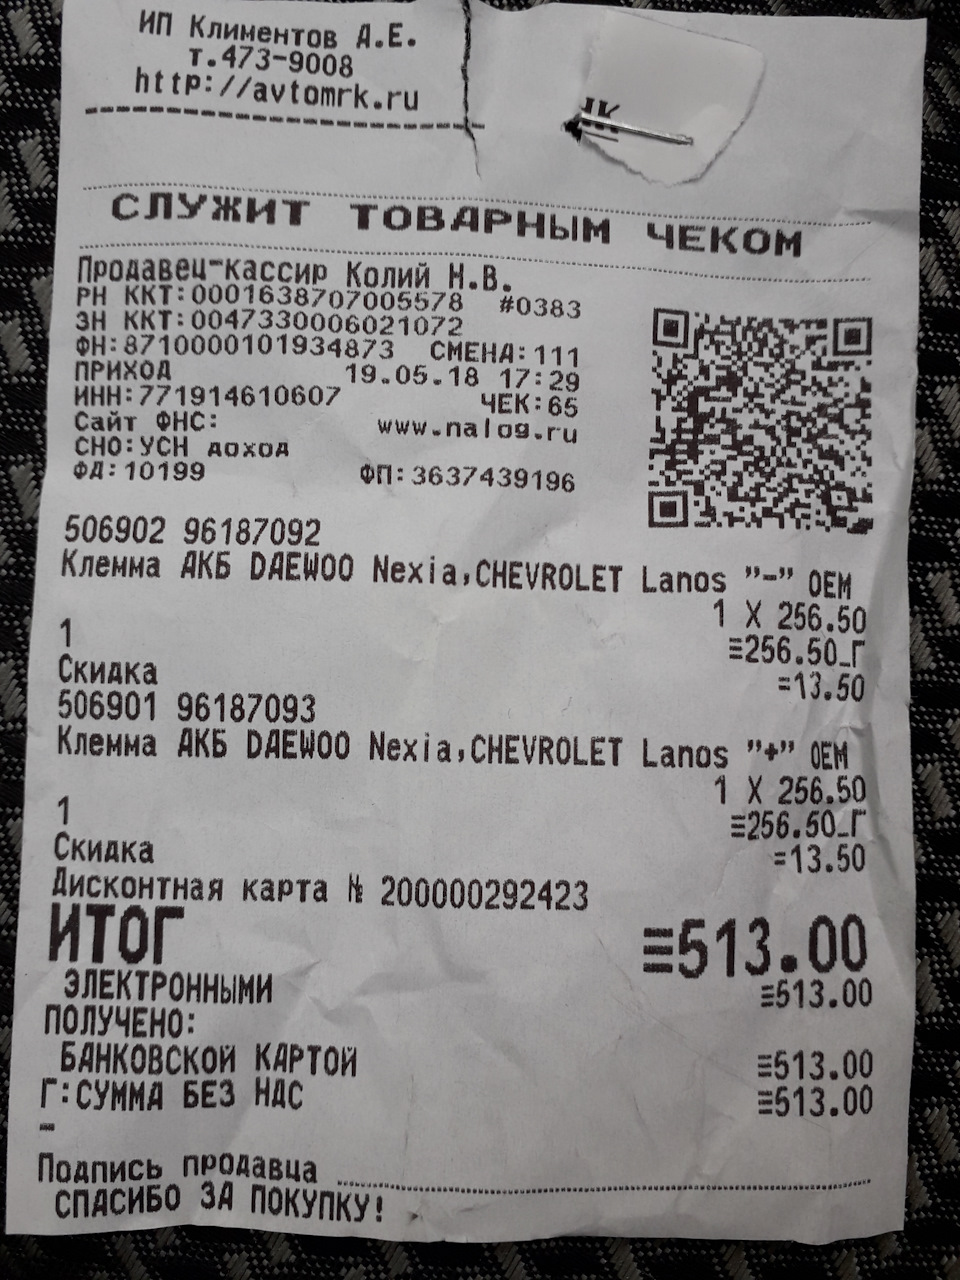 ИП Климентов А.Е.
т.473-9008
http://avtomrk.ru
СЛУЖИТ ТОВАРНЫМ ЧЕКОМ
Продавец-кассир Колий Н.В.
РН ККТ:0001638707005578 #0383
ЗН ККТ:00473300060210​72
ФН:8710000101934873 СМЕНА:111
ПРИХОД 19.05.18 17:29
ИНН:771914610607 ЧЕК:65
Сайт ФНС: www.nalog.ru
СНО:УСН доход
ФД:10199 ФП:3637439196
506902 96187092
Клемма АКБ DAEWOO Nexia,CHEVROLET Lanos "-" OEM
1 X 256.50
1 ≡256.50_Г
Скидка =13.50
506901 96187093
Клемма АКБ DAEWOO Nexia,CHEVROLET Lanos "+" OEM
1 X 256.50
1 ≡256.50_Г
Скидка =13.50
Дисконтная карта № 200000292423
ИТОГ ≡513.00
ЭЛЕКТРОННЫМИ ≡513.00
ПОЛУЧЕНО:
БАНКОВСКОЙ КАРТОЙ ≡513.00
Г:СУММА БЕЗ НДС ≡513.00
Подпись продавца
СПАСИБО ЗА ПОКУПКУ!